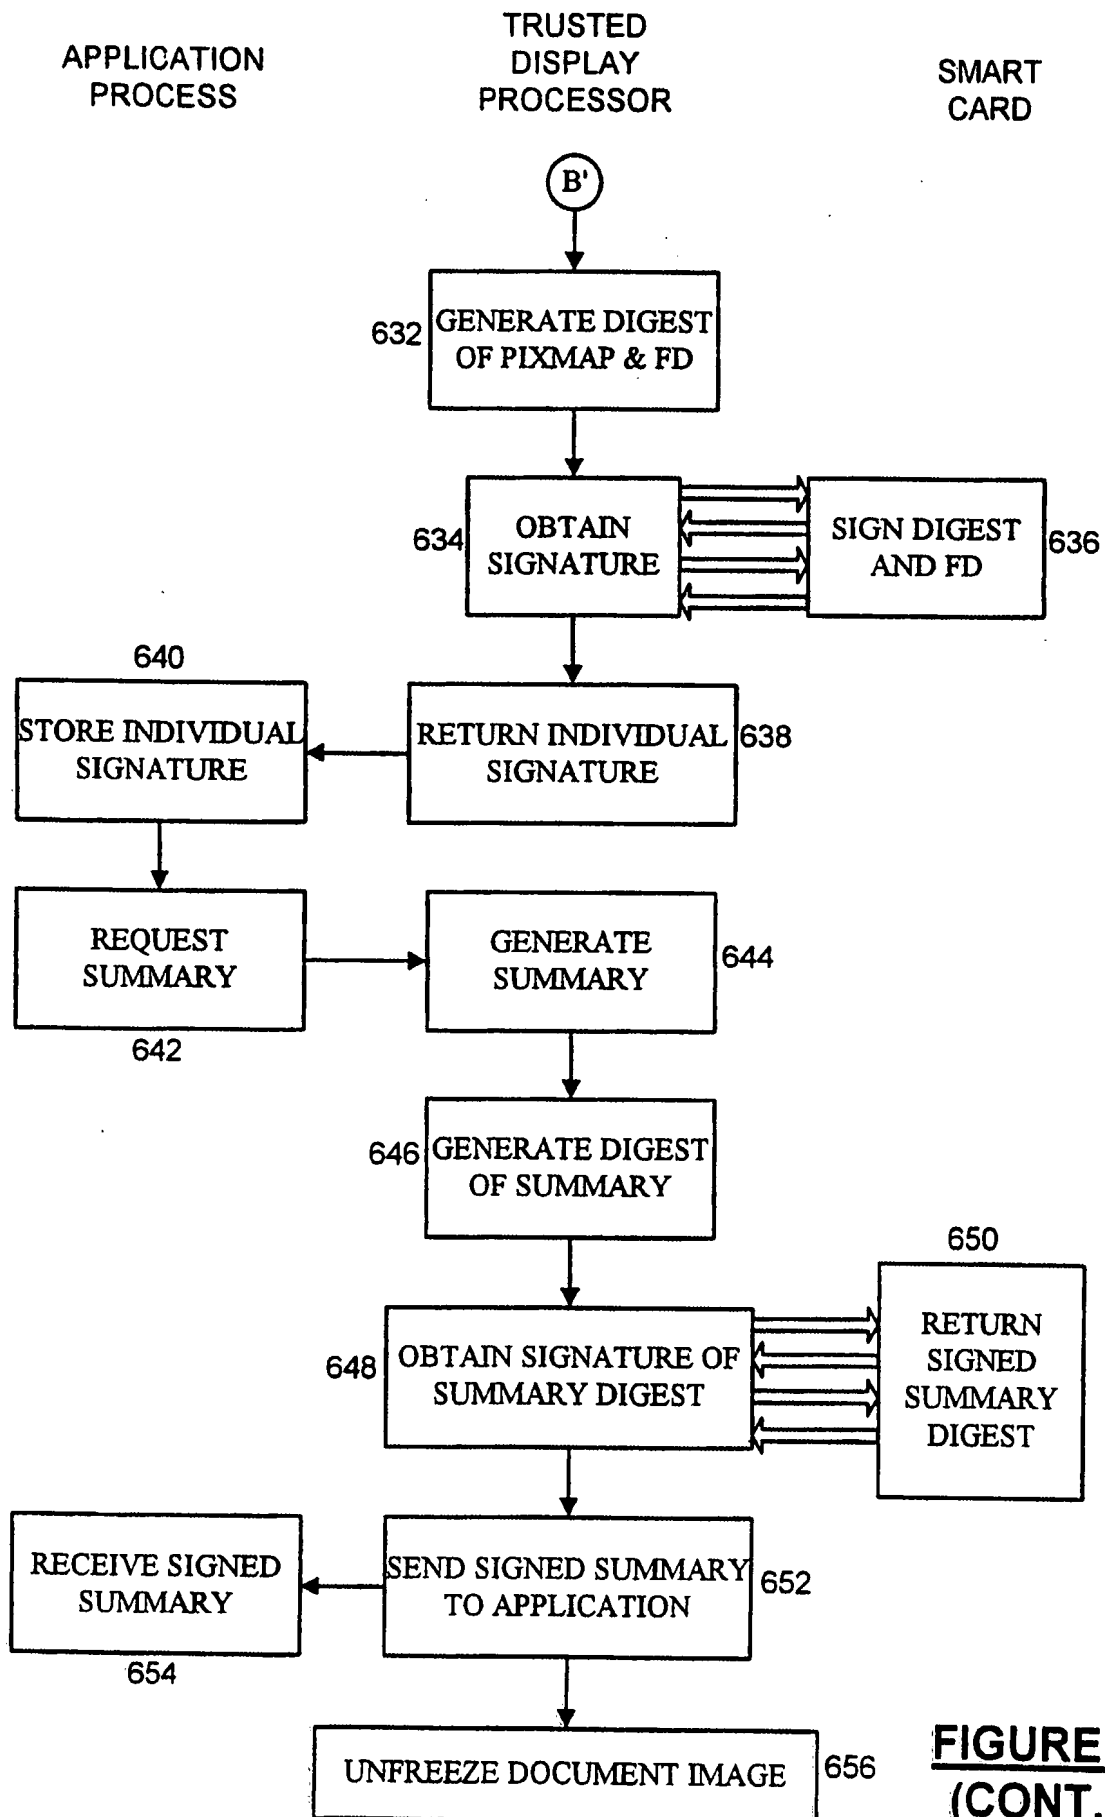 APPLICATION
PROCESS
TRUSTED
DISPLAY
PROCESSOR
SMART
CARD
B'
632
GENERATE DIGEST
OF PIXMAP & FD
634
OBTAIN
SIGNATURE
SIGN DIGEST
AND FD
636
640
STORE INDIVIDUAL
SIGNATURE
RETURN INDIVIDUAL
SIGNATURE
638
REQUEST
SUMMARY
642
GENERATE
SUMMARY
644
646
GENERATE DIGEST
OF SUMMARY
648
OBTAIN SIGNATURE OF
SUMMARY DIGEST
650
RETURN
SIGNED
SUMMARY
DIGEST
RECEIVE SIGNED
SUMMARY
654
SEND SIGNED SUMMARY
TO APPLICATION
652
UNFREEZE DOCUMENT IMAGE
656
FIGURE
(CONT.